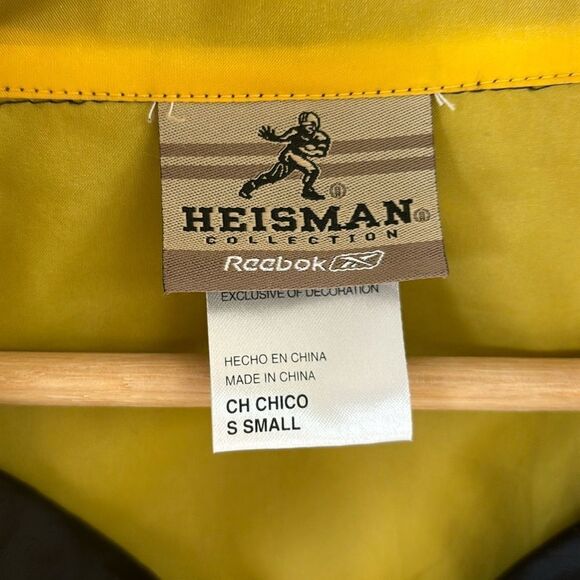 ®
HEISMAN®
COLLECTION
Reebok
EXCLUSIVE OF DECORATION
HECHO EN CHINA
MADE IN CHINA
CH CHICO
S SMALL